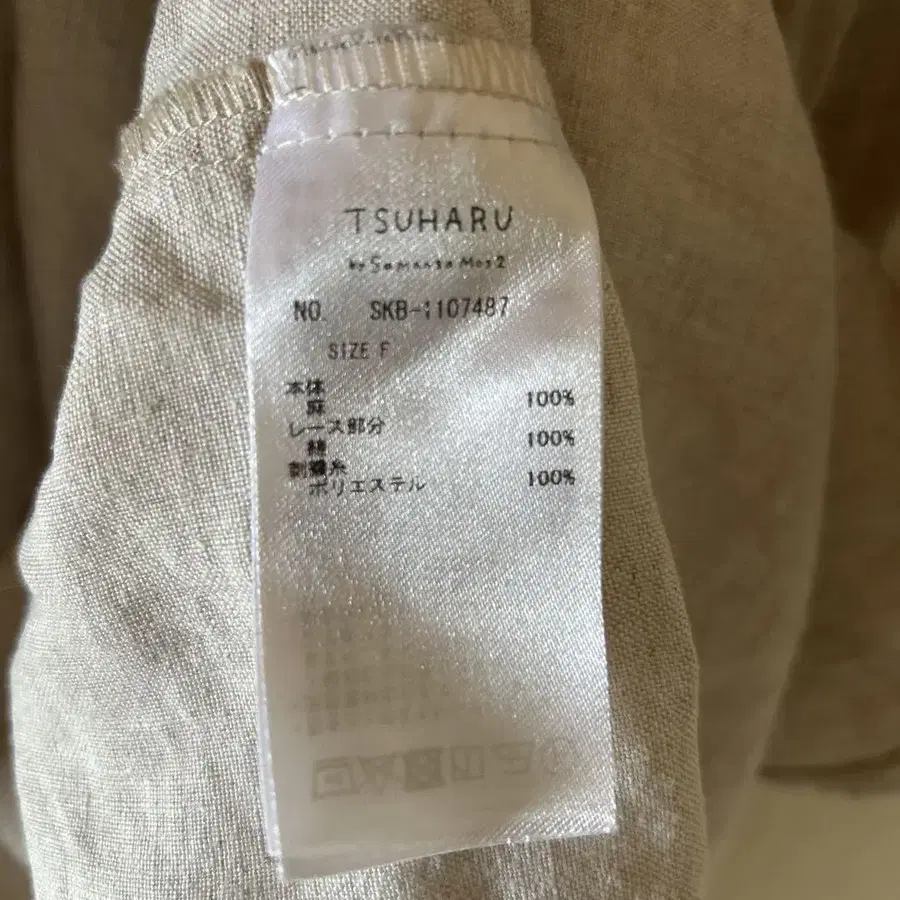 TSUHARU
by Samansa Mos2
NO. SKB-1107487
SIZE F
本体
麻 100%
レース部分
綿 100%
刺繍糸
ポリエステル 100%